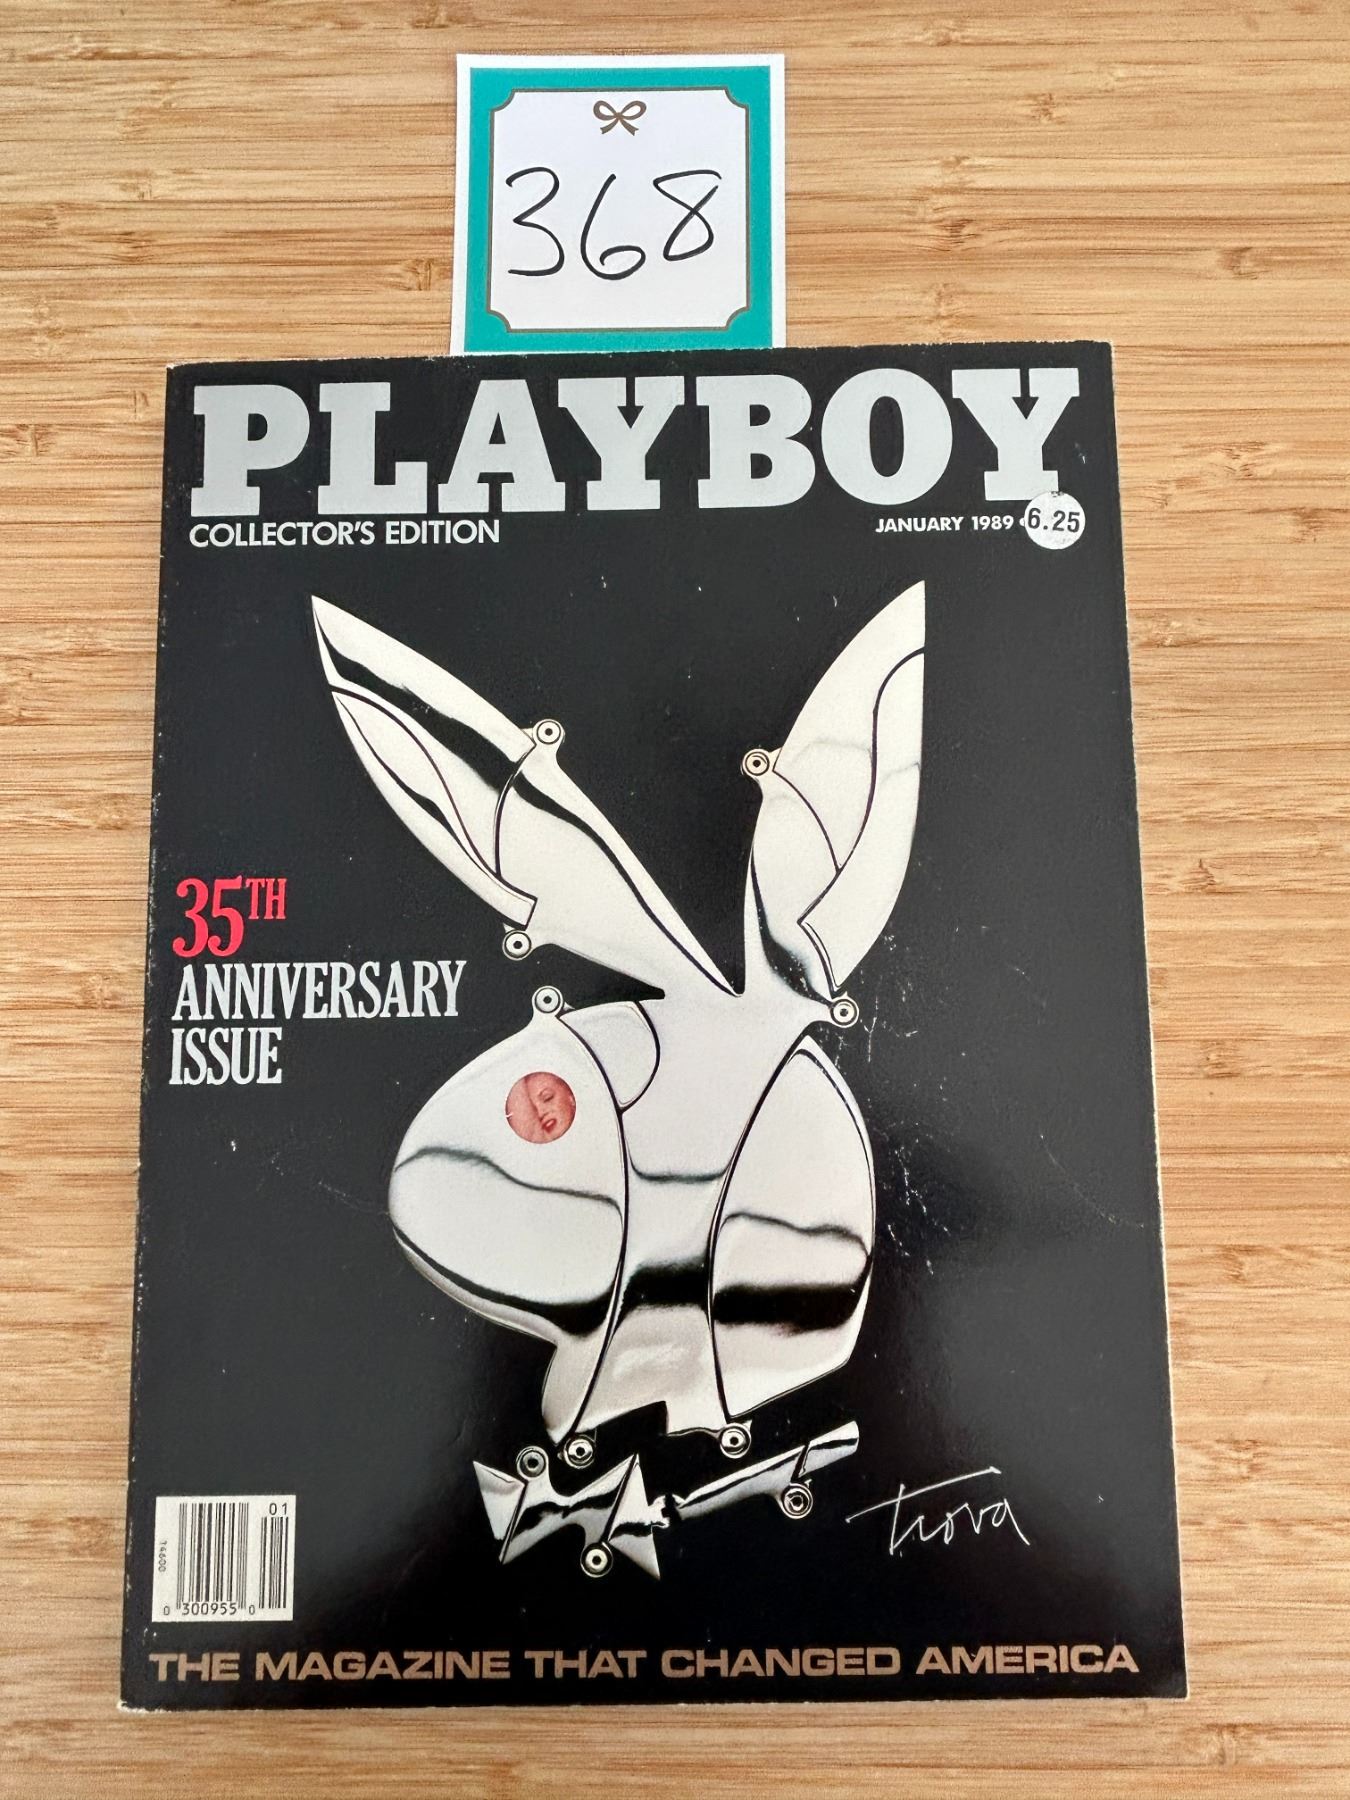 368
PLAYBOY
COLLECTOR'S EDITION
JANUARY 1989 • 6.25
35TH
ANNIVERSARY
ISSUE
trova
01
14600
0 300955 0
THE MAGAZINE THAT CHANGED AMERICA